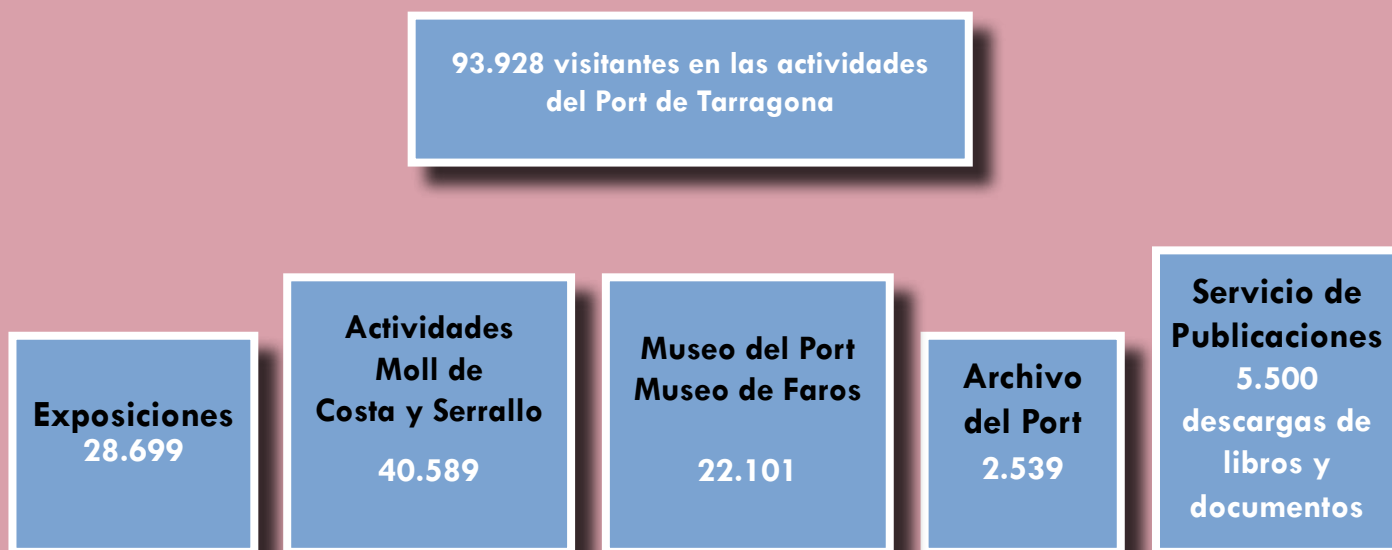 93.928 visitantes en las actividades
del Port de Tarragona
Exposiciones
28.699
Actividades
Moll de
Costa y Serrallo
40.589
Museo del Port
Museo de Faros
22.101
Archivo
del Port
2.539
Servicio de
Publicaciones
5.500
descargas de
libros y
documentos